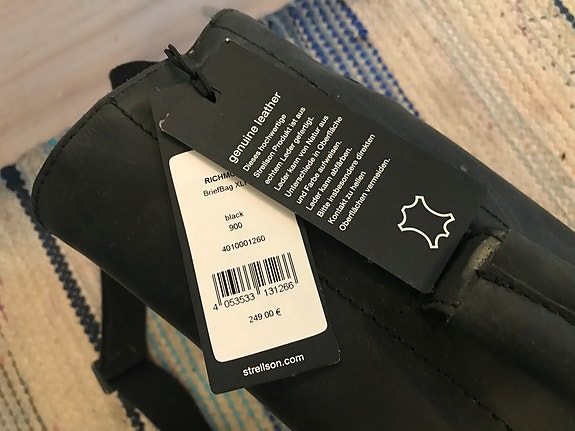 genuine leather
Dieses hochwertige
Strellson Produkt ist aus
echtem Leder gefertigt.
Leder kann von Natur aus
Unterschiede in Oberfläche
und Farbe aufweisen.
Leder kann abfärben.
Bitte insbesondere direkten
Kontakt zu hellen
Oberflächen vermeiden.
BriefBag
black
900
4010001260
4 053533 131266
249.00 €
strellson.com